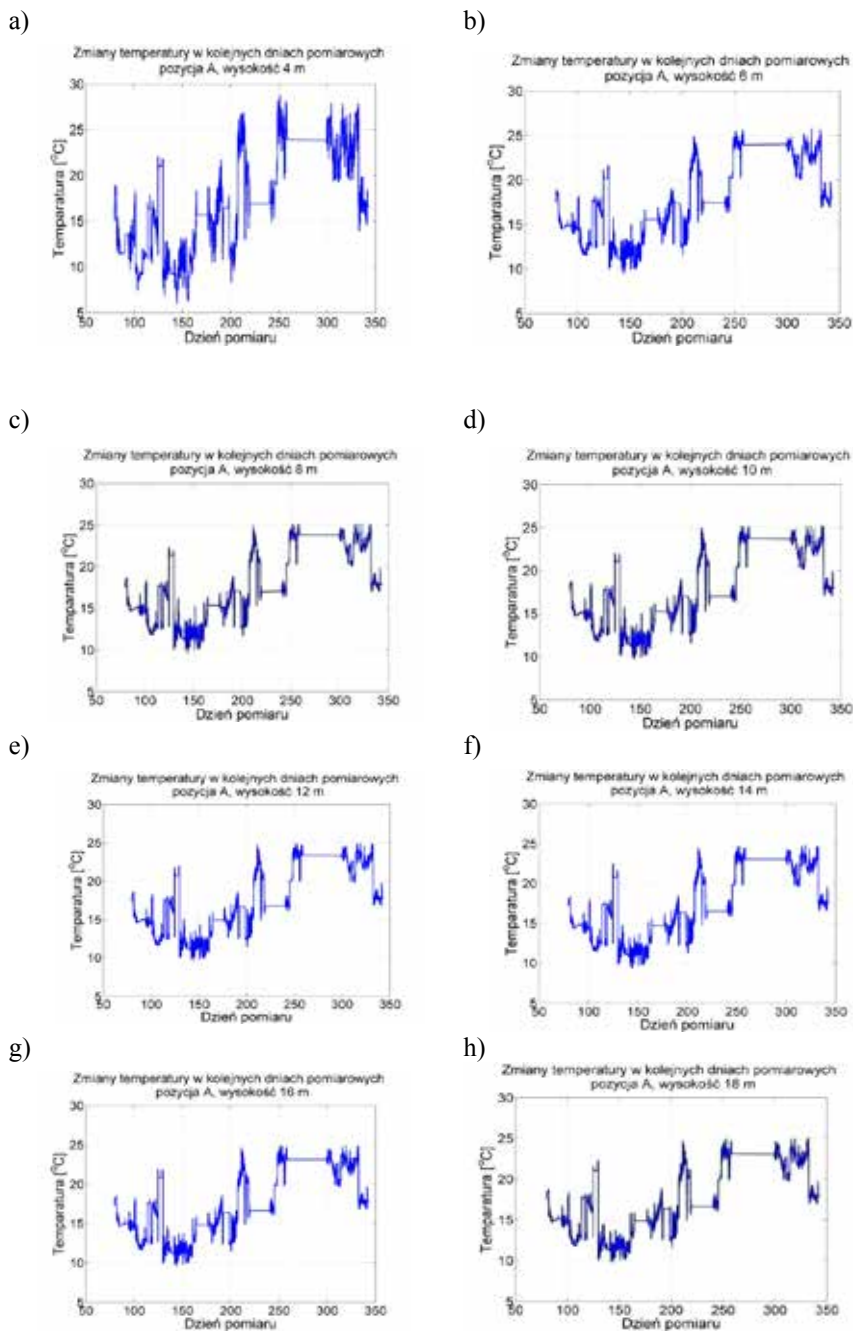 a)
Zmiany temperatury w kolejnych dniach pomiarowych
pozycja A, wysokość 4 m
Temparatura [°C]
30
25
20
15
10
5
50 100 150 200 250 300 350
Dzień pomiaru
b)
Zmiany temperatury w kolejnych dniach pomiarowych
pozycja A, wysokość 6 m
Temparatura [°C]
30
25
20
15
10
5
50 100 150 200 250 300 350
Dzień pomiaru
c)
Zmiany temperatury w kolejnych dniach pomiarowych
pozycja A, wysokość 8 m
Temparatura [°C]
30
25
20
15
10
5
50 100 150 200 250 300 350
Dzień pomiaru
d)
Zmiany temperatury w kolejnych dniach pomiarowych
pozycja A, wysokość 10 m
Temparatura [°C]
30
25
20
15
10
5
50 100 150 200 250 300 350
Dzień pomiaru
e)
Zmiany temperatury w kolejnych dniach pomiarowych
pozycja A, wysokość 12 m
Temparatura [°C]
30
25
20
15
10
5
50 100 150 200 250 300 350
Dzień pomiaru
f)
Zmiany temperatury w kolejnych dniach pomiarowych
pozycja A, wysokość 14 m
Temparatura [°C]
30
25
20
15
10
5
50 100 150 200 250 300 350
Dzień pomiaru
g)
Zmiany temperatury w kolejnych dniach pomiarowych
pozycja A, wysokość 16 m
Temparatura [°C]
30
25
20
15
10
5
50 100 150 200 250 300 350
Dzień pomiaru
h)
Zmiany temperatury w kolejnych dniach pomiarowych
pozycja A, wysokość 18 m
Temparatura [°C]
30
25
20
15
10
5
50 100 150 200 250 300 350
Dzień pomiaru